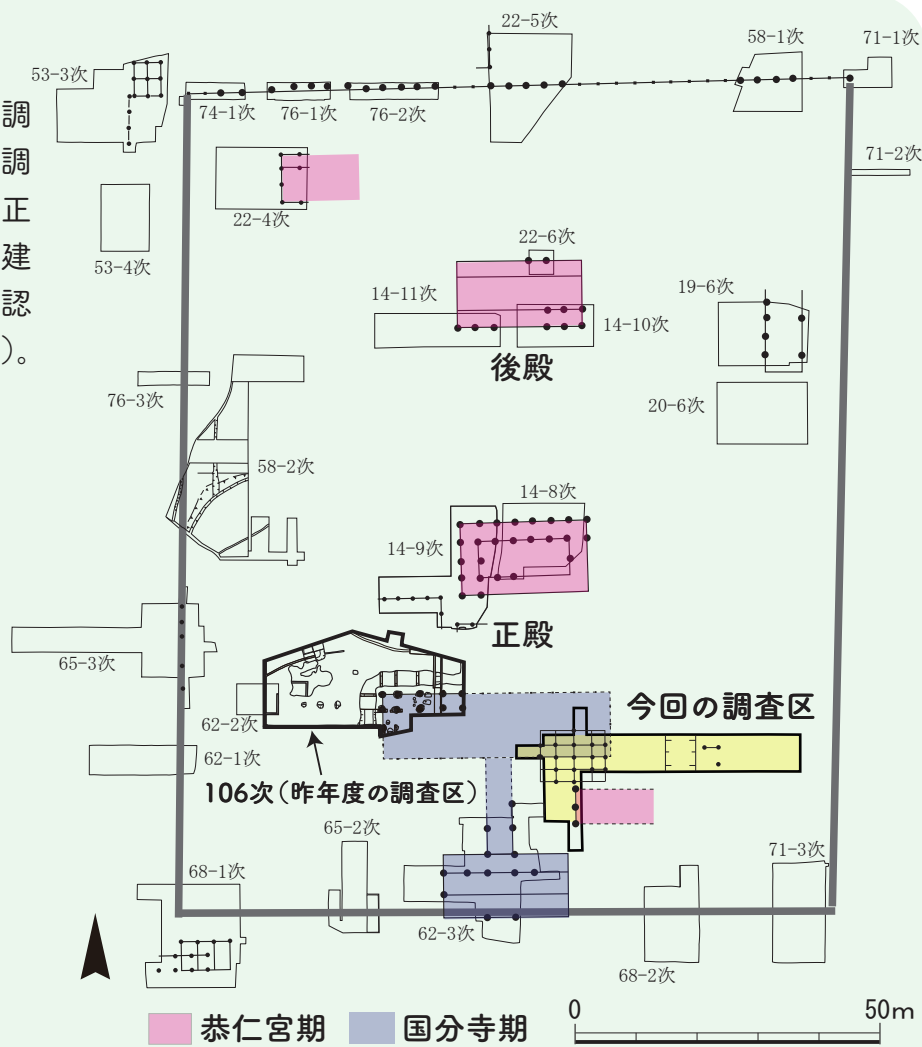 調
調
正
建
認
)。
53-3次
22-5次
58-1次
71-1次
74-1次
76-1次
76-2次
71-2次
22-4次
53-4次
22-6次
14-11次
14-10次
後殿
19-6次
20-6次
76-3次
58-2次
14-8次
14-9次
正殿
65-3次
62-2次
62-1次
今回の調査区
106次(昨年度の調査区)
65-2次
68-1次
71-3次
62-3次
68-2次
恭仁宮期
国分寺期
0
50m